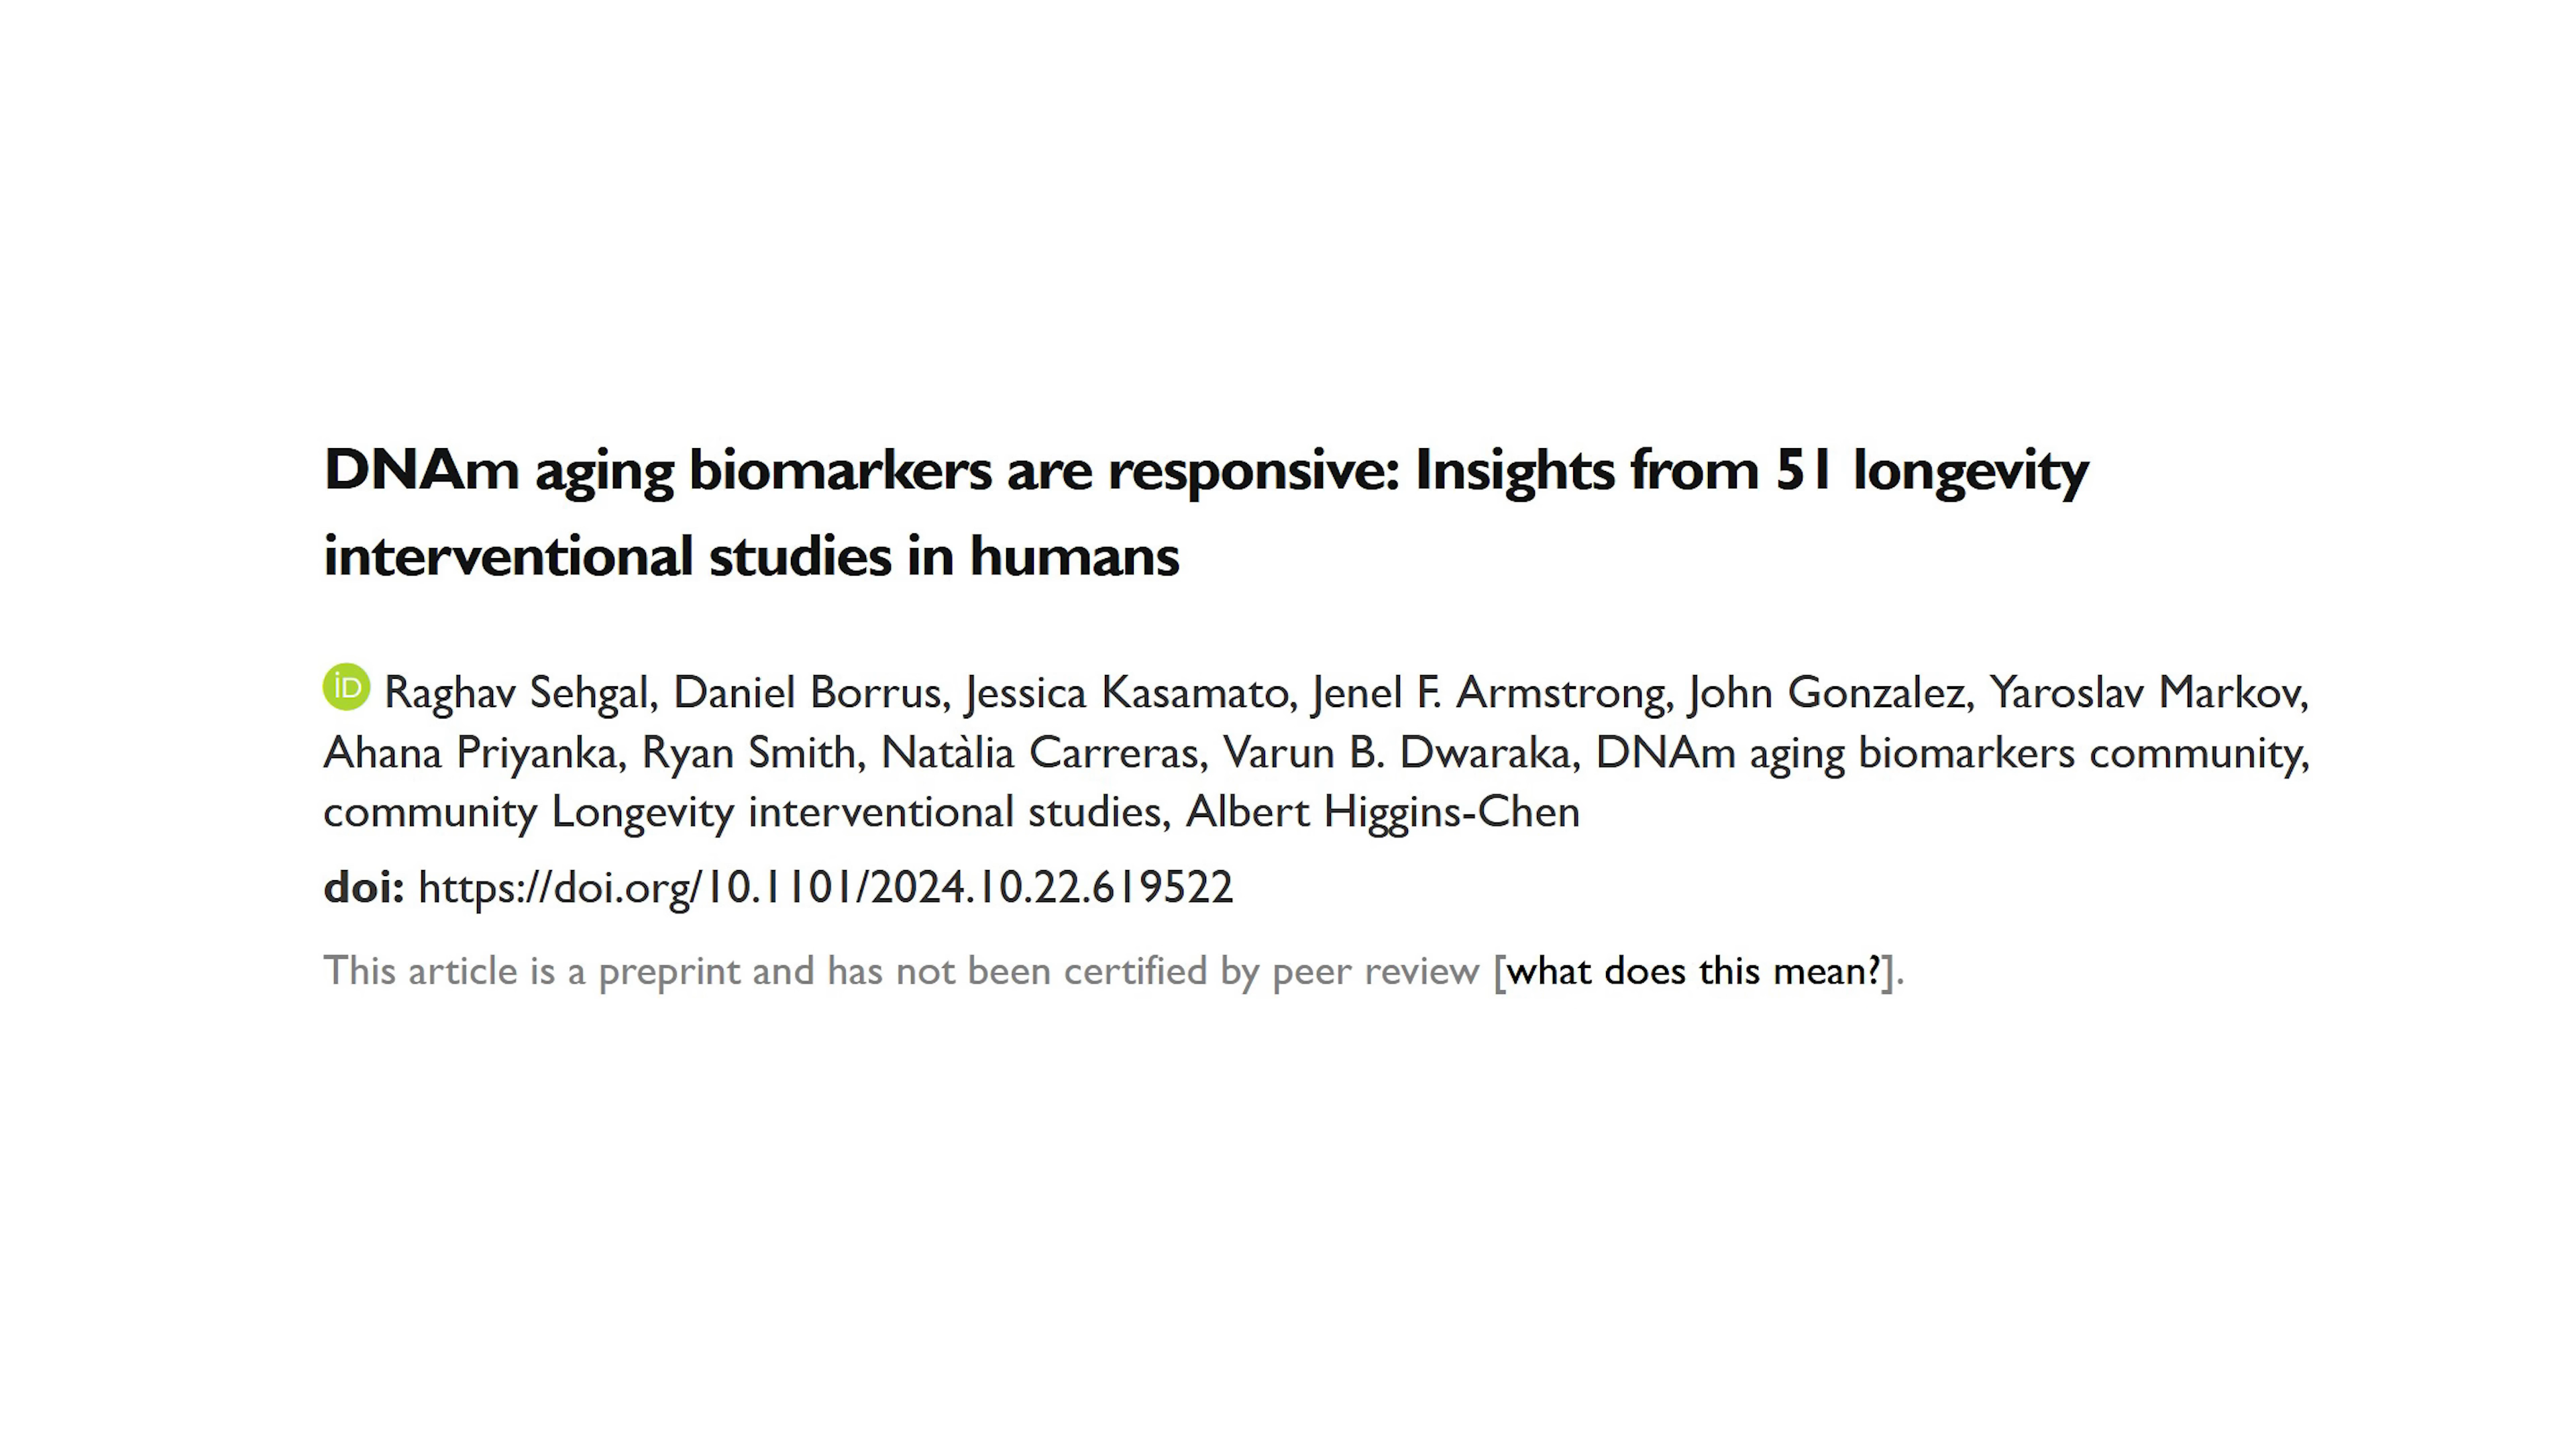 DNAm aging biomarkers are responsive: Insights from 51 longevity
interventional studies in humans
iD Raghav Sehgal, Daniel Borrus, Jessica Kasamato, Jenel F. Armstrong, John Gonzalez, Yaroslav Markov,
Ahana Priyanka, Ryan Smith, Natàlia Carreras, Varun B. Dwaraka, DNAm aging biomarkers community,
community Longevity interventional studies, Albert Higgins-Chen
doi: https://doi.org/10.1101/2024.10.22.619522
This article is a preprint and has not been certified by peer review [what does this mean?].